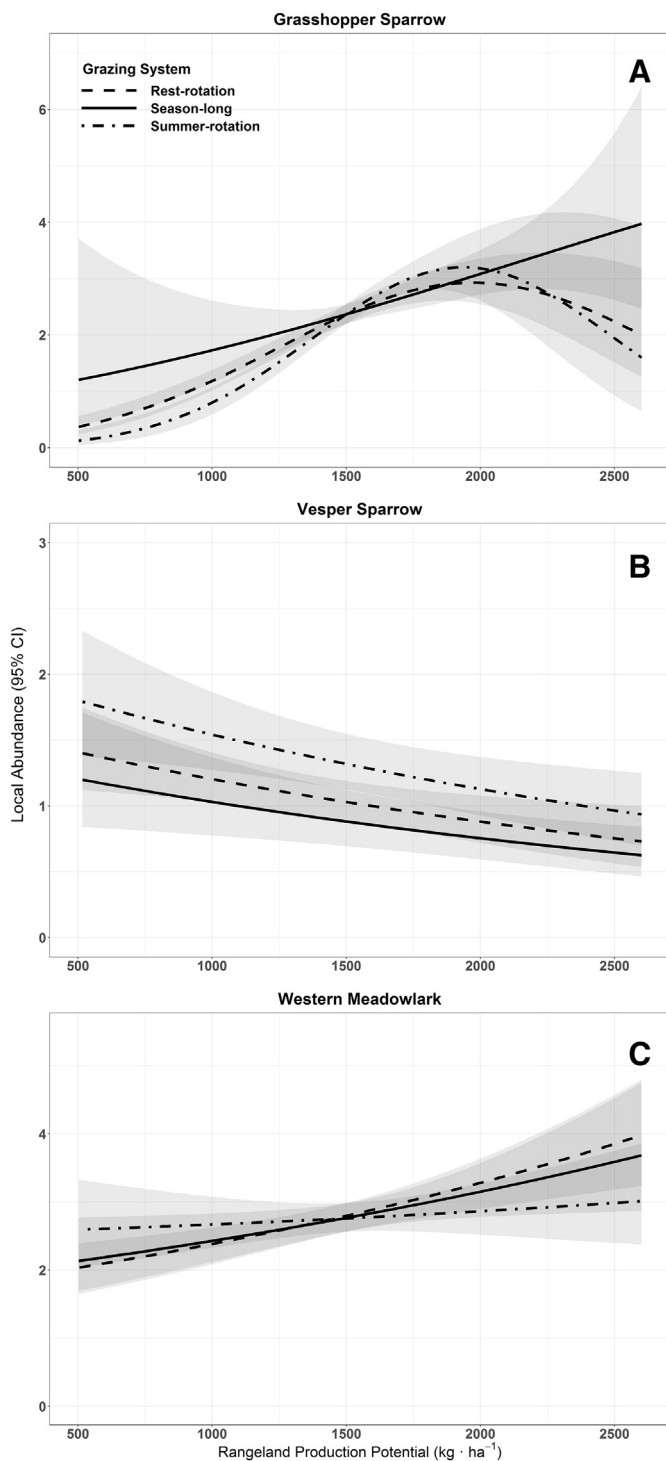 Grasshopper Sparrow
A
Grazing System
Rest-rotation
Season-long
Summer-rotation
6
4
2
0
500 1000 1500 2000 2500
Vesper Sparrow
B
3
2
1
0
500 1000 1500 2000 2500
Local Abundance (95% CI)
Western Meadowlark
C
4
2
0
500 1000 1500 2000 2500
Rangeland Production Potential (kg · ha⁻¹)